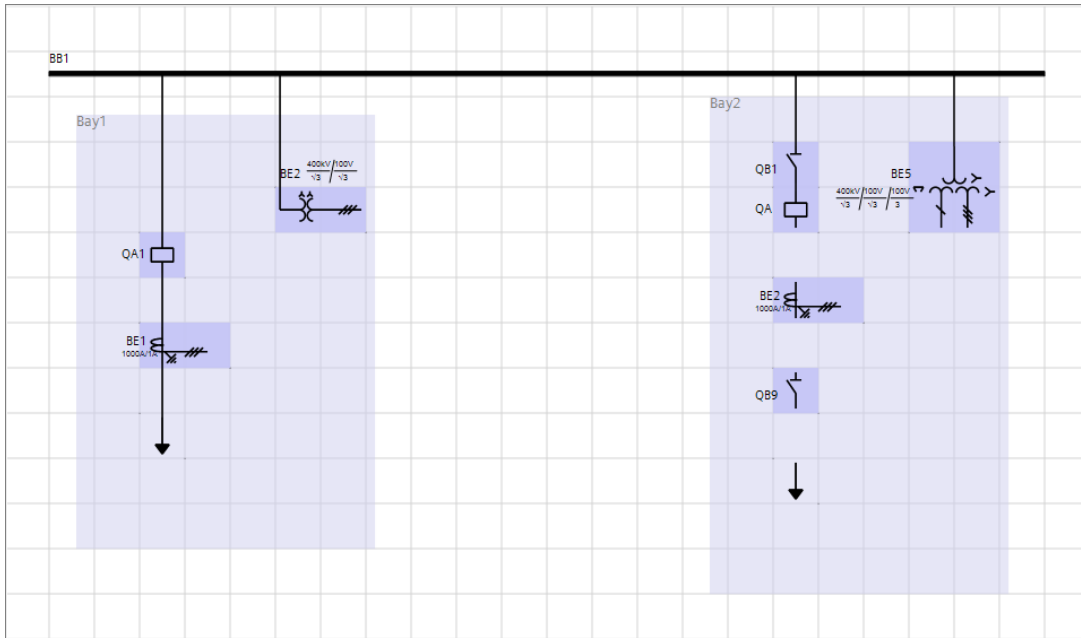 BB1
Bay1
BE2 400kV/√3 / 100V/√3
QA1
BE1
1000A/1A
Bay2
QB1
BE5
400kV/√3 / 100V/√3 / 100V/3
QA
BE2
1000A/1A
QB9